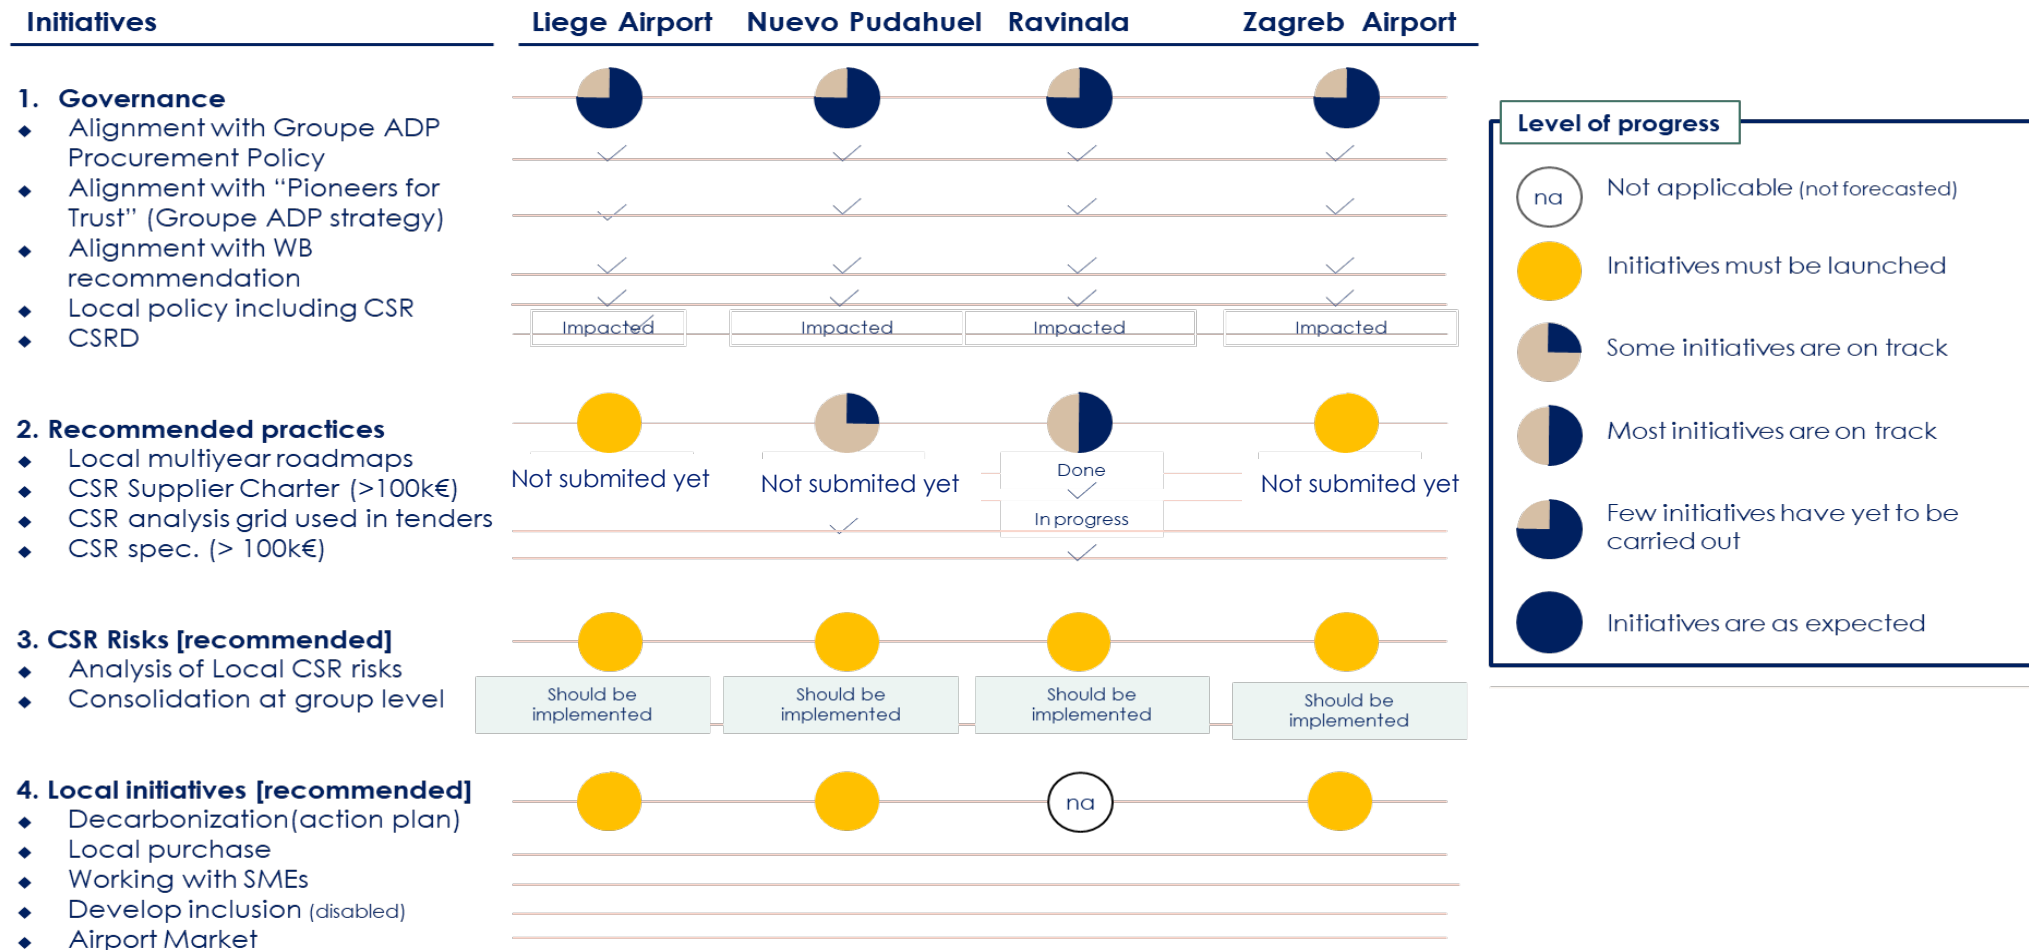 Initiatives
Liege Airport
Nuevo Pudahuel
Ravinala
Zagreb Airport
1. Governance
Alignment with Groupe ADP
Procurement Policy
Alignment with “Pioneers for
Trust” (Groupe ADP strategy)
Alignment with WB
recommendation
Local policy including CSR
CSRD
Impacted
Impacted
Impacted
Impacted
2. Recommended practices
Local multiyear roadmaps
CSR Supplier Charter (>100k€)
CSR analysis grid used in tenders
CSR spec. (> 100k€)
Not submited yet
Not submited yet
Done
In progress
Not submited yet
3. CSR Risks [recommended]
Analysis of Local CSR risks
Consolidation at group level
Should be
implemented
Should be
implemented
Should be
implemented
Should be
implemented
4. Local initiatives [recommended]
Decarbonization(action plan)
Local purchase
Working with SMEs
Develop inclusion (disabled)
Airport Market
na
Level of progress
na
Not applicable (not forecasted)
Initiatives must be launched
Some initiatives are on track
Most initiatives are on track
Few initiatives have yet to be
carried out
Initiatives are as expected